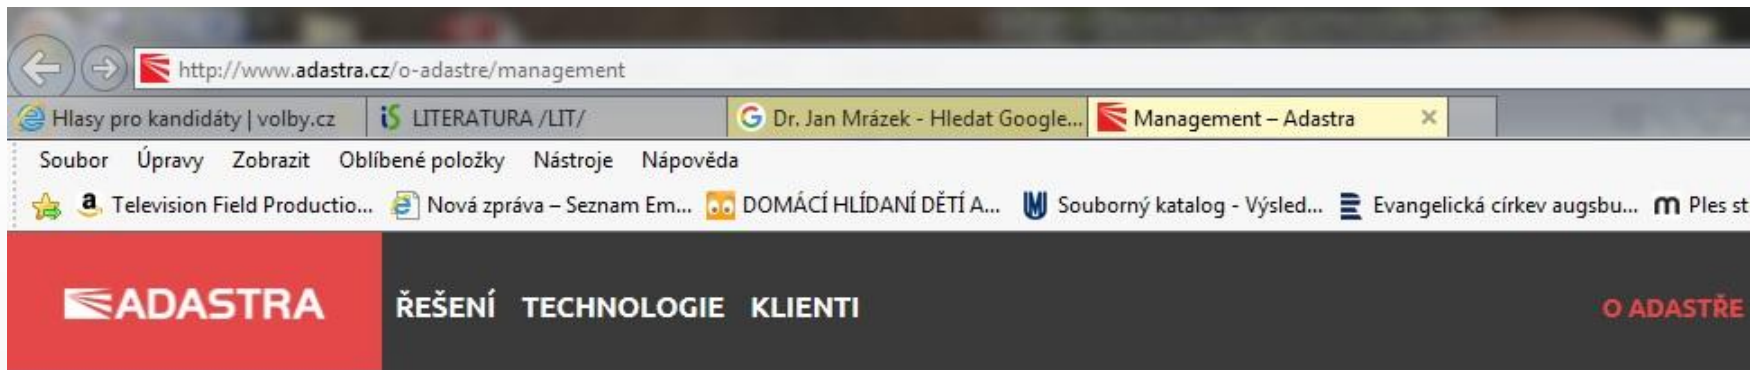 http://www.adastra.cz/o-adastre/management
Hlasy pro kandidáty | volby.cz iS LITERATURA /LIT/ G Dr. Jan Mrázek - Hledat Google... Management – Adastra
Soubor Úpravy Zobrazit Oblíbené položky Nástroje Nápověda
a Television Field Productio... Nová zpráva – Seznam Em... DOMÁCÍ HLÍDANÍ DĚTÍ A... Souborný katalog - Výsled... Evangelická církev augsbu... m Ples st
ADASTRA ŘEŠENÍ TECHNOLOGIE KLIENTI O ADASTŘE